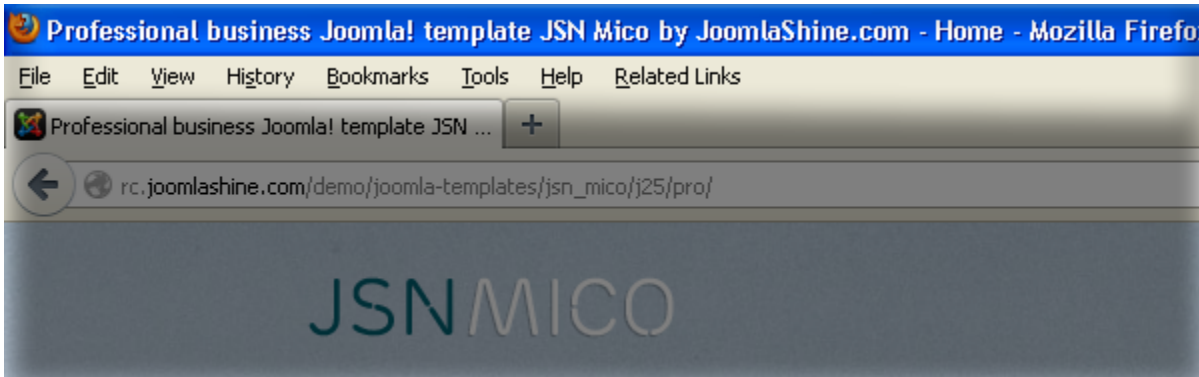 Professional business Joomla! template JSN Mico by JoomlaShine.com - Home - Mozilla Firefo
File Edit View History Bookmarks Tools Help Related Links
Professional business Joomla! template JSN ... +
rc.joomlashine.com/demo/joomla-templates/jsn_mico/j25/pro/
JSNMICO